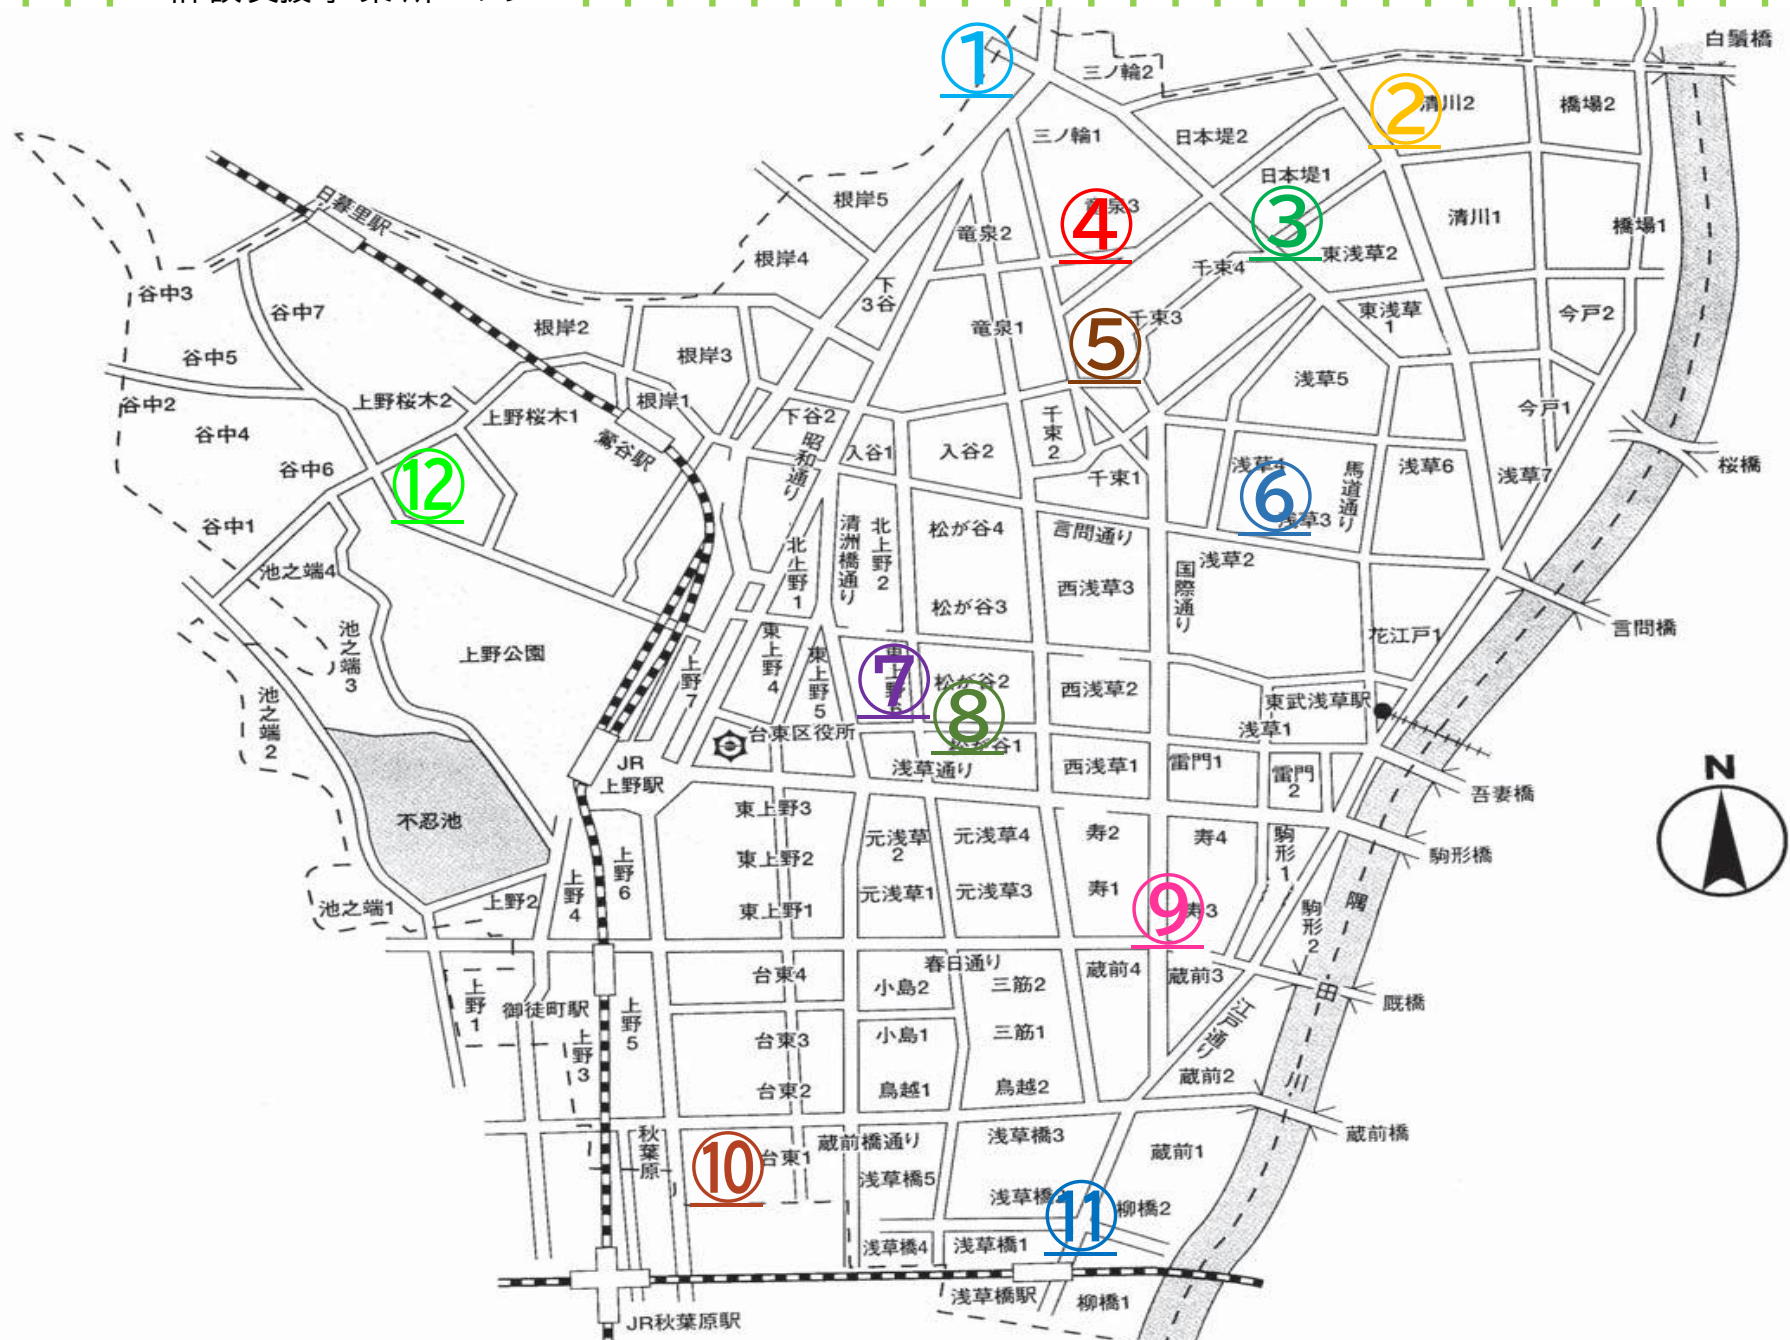 ①
三ノ輪2
白鬚橋
②
清川2
橋場2
三ノ輪1
日本堤2
日本堤1
根岸5
日暮里駅
④
竜泉3
③
清川1
橋場1
竜泉2
東浅草2
根岸4
千束4
下谷3
谷中3
谷中7
根岸2
竜泉1
千束3
東浅草1
今戸2
谷中5
根岸3
⑤
浅草5
谷中2
上野桜木2
上野桜木1
根岸1
下谷2
千束2
今戸1
谷中4
鶯谷駅
昭和通り
入谷1
入谷2
谷中6
⑫
千束1
浅草4
⑥
馬道通り
浅草6
浅草7
桜橋
浅草3
谷中1
北上野1
清洲橋通り
北上野2
松が谷4
言問通り
池之端4
西浅草3
国際通り
浅草2
松が谷3
池之端3
上野公園
花江戸1
言問橋
上野7
東上野4
東上野5
⑦
東上野6
松が谷2
⑧
西浅草2
池之端2
東武浅草駅
台東区役所
松が谷1
浅草1
JR
上野駅
浅草通り
西浅草1
雷門1
雷門2
吾妻橋
N
不忍池
東上野3
元浅草2
元浅草4
寿2
寿4
駒形1
駒形橋
上野6
東上野2
上野4
元浅草1
元浅草3
寿1
⑨
寿3
池之端1
上野2
東上野1
駒形2
隅田川
春日通り
台東4
小島2
三筋2
蔵前4
蔵前3
上野1
御徒町駅
上野5
厩橋
上野3
台東3
小島1
三筋1
江戸通り
台東2
鳥越1
鳥越2
蔵前2
秋葉原
⑩
台東1
蔵前橋通り
浅草橋3
蔵前1
蔵前橋
浅草橋5
浅草橋2
⑪
柳橋2
浅草橋4
浅草橋1
浅草橋駅
柳橋1
JR秋葉原駅